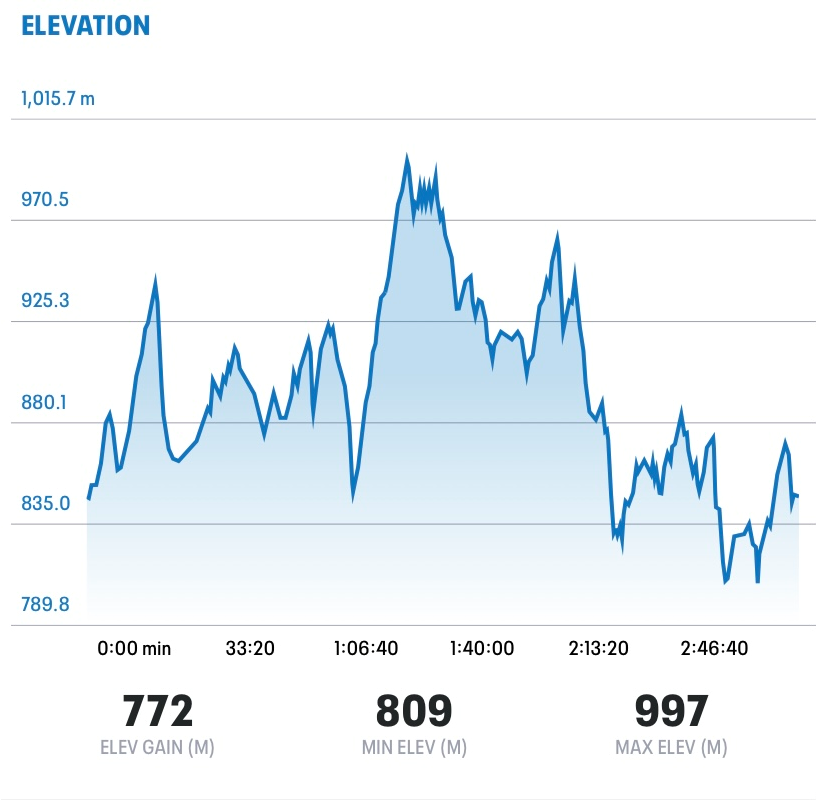 ELEVATION
1,015.7 m
970.5
925.3
880.1
835.0
789.8
0:00 min 33:20 1:06:40 1:40:00 2:13:20 2:46:40
772 809 997
ELEV GAIN (M) MIN ELEV (M) MAX ELEV (M)